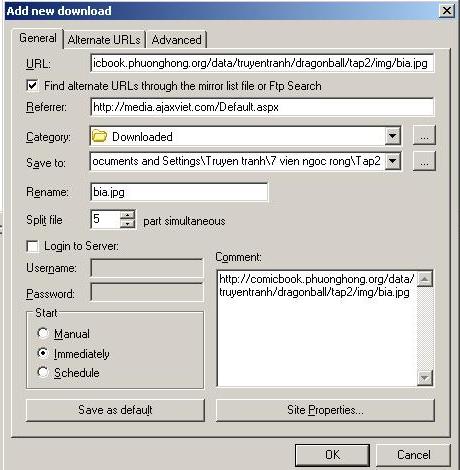 Add new download
General
Alternate URLs
Advanced
URL: icbook.phuonghong.org/data/truyentranh/dragonball/tap2/img/bia.jpg
Find alternate URLs through the mirror list file or Ftp Search
Referrer: http://media.ajaxviet.com/Default.aspx
Category: Downloaded ...
Save to: ocuments and Settings\Truyen tranh\7 vien ngoc rong\Tap2 ...
Rename: bia.jpg
Split file 5 part simultaneous
Login to Server:
Username:
Password:
Comment:
http://comicbook.phuonghong.org/data/
truyentranh/dragonball/tap2/img/bia.jpg
Start
Manual
Immediately
Schedule
Save as default
Site Properties...
OK
Cancel